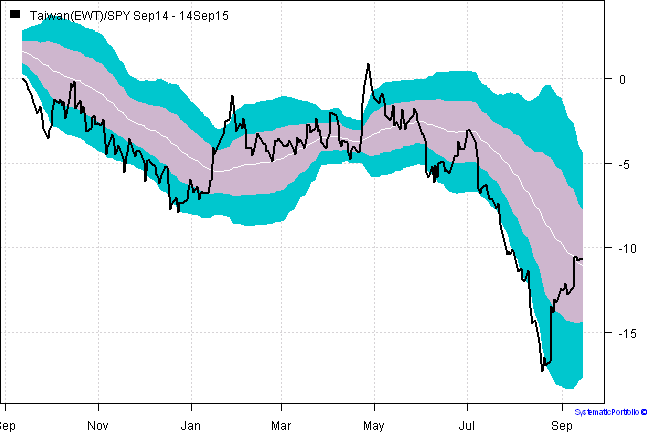 Taiwan(EWT)/SPY Sep14 - 14Sep15
0
-5
-10
-15
Sep Nov Jan Mar May Jul Sep
SystematicPortfolio ©